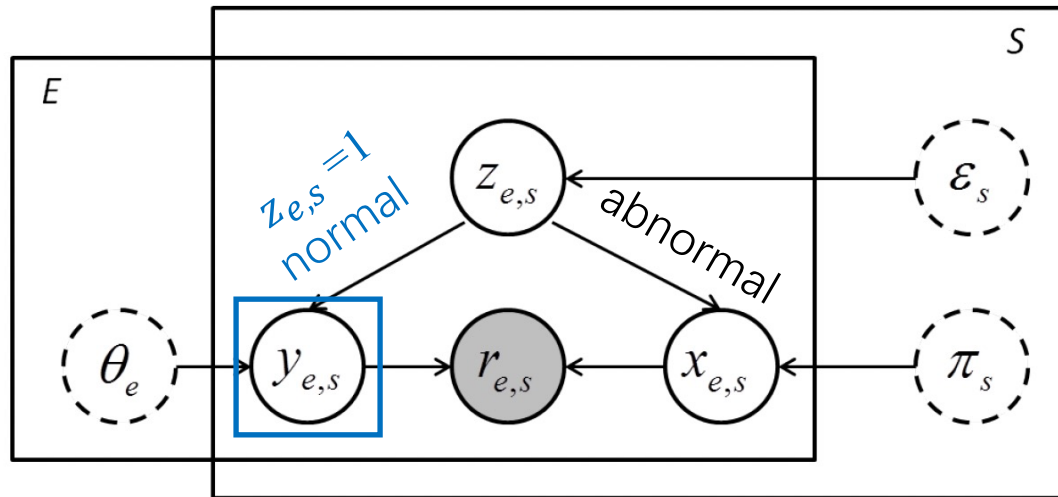 S
E
z_{e,s} = 1
normal
z_{e,s}
abnormal
ε_s
θ_e
y_{e,s}
r_{e,s}
x_{e,s}
π_s